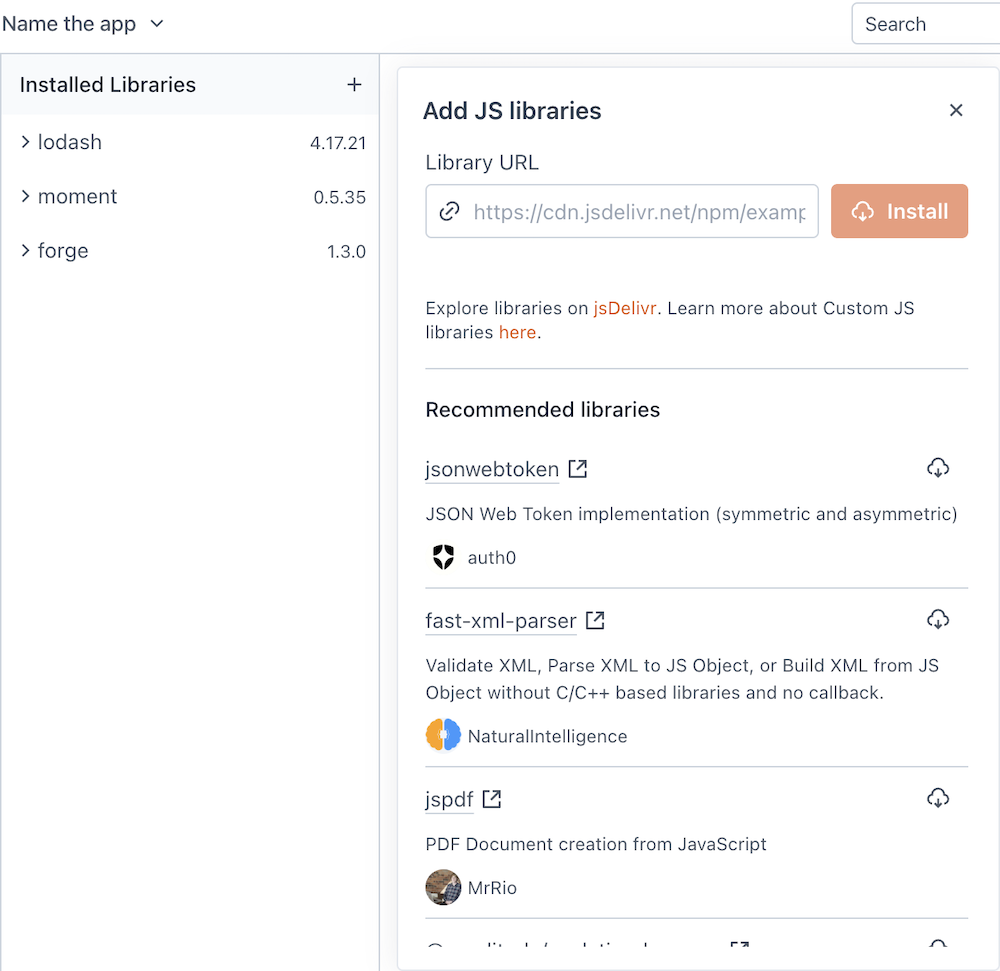 Name the app
Search
Installed Libraries
lodash 4.17.21
moment 0.5.35
forge 1.3.0
Add JS libraries
Library URL
https://cdn.jsdelivr.net/npm/examp
Install
Explore libraries on jsDelivr. Learn more about Custom JS
libraries here.
Recommended libraries
jsonwebtoken
JSON Web Token implementation (symmetric and asymmetric)
auth0
fast-xml-parser
Validate XML, Parse XML to JS Object, or Build XML from JS
Object without C/C++ based libraries and no callback.
NaturalIntelligence
jspdf
PDF Document creation from JavaScript
MrRio